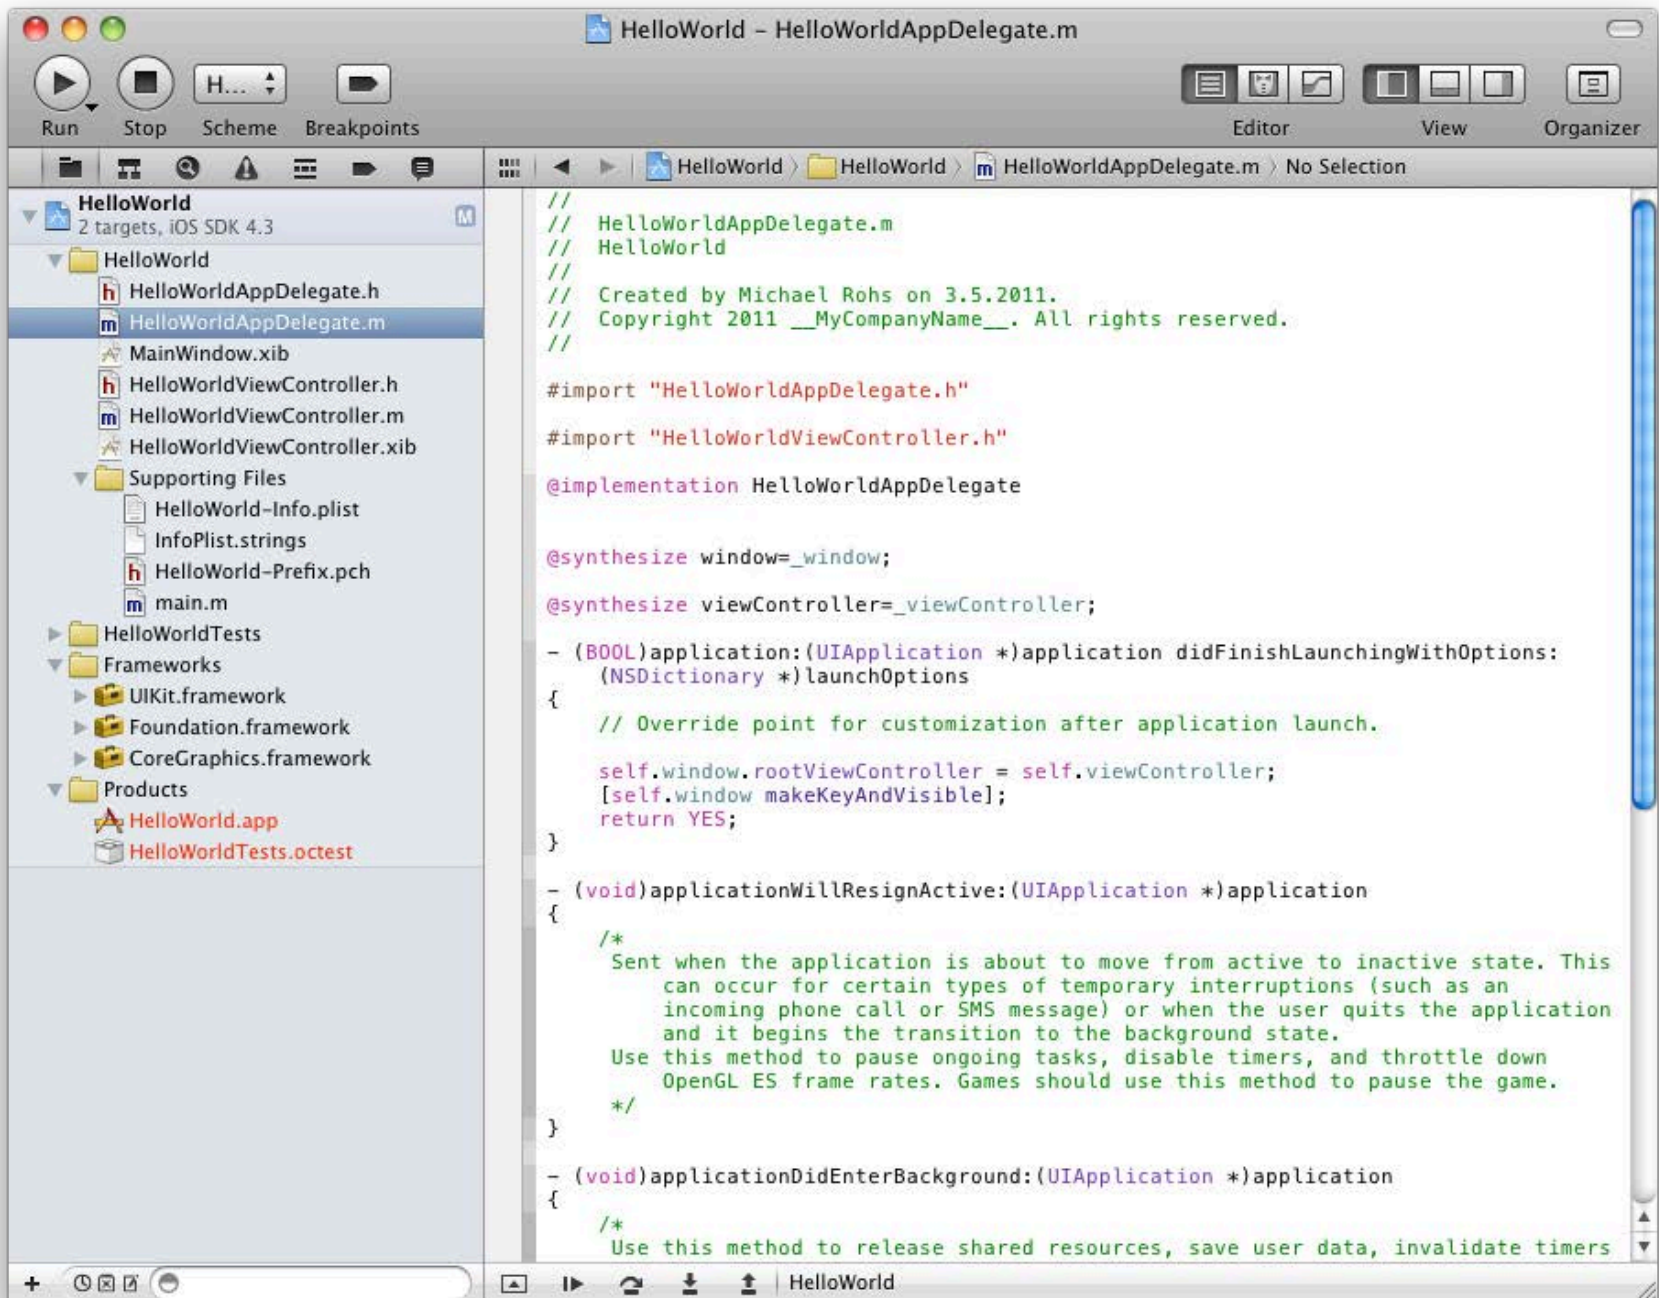 HelloWorld – HelloWorldAppDelegate.m
H...
Run Stop Scheme Breakpoints Editor View Organizer
HelloWorld HelloWorld HelloWorldAppDelegate.m No Selection
HelloWorld
2 targets, iOS SDK 4.3
M
HelloWorld
h HelloWorldAppDelegate.h
m HelloWorldAppDelegate.m
MainWindow.xib
h HelloWorldViewController.h
m HelloWorldViewController.m
HelloWorldViewController.xib
Supporting Files
HelloWorld-Info.plist
InfoPlist.strings
h HelloWorld-Prefix.pch
m main.m
HelloWorldTests
Frameworks
UIKit.framework
Foundation.framework
CoreGraphics.framework
Products
HelloWorld.app
HelloWorldTests.octest
//
//  HelloWorldAppDelegate.m
//  HelloWorld
//
//  Created by Michael Rohs on 3.5.2011.
//  Copyright 2011 __MyCompanyName__. All rights reserved.
//
#import "HelloWorldAppDelegate.h"
#import "HelloWorldViewController.h"
@implementation HelloWorldAppDelegate
@synthesize window=_window;
@synthesize viewController=_viewController;
- (BOOL)application:(UIApplication *)application didFinishLaunchingWithOptions:
(NSDictionary *)launchOptions
{
// Override point for customization after application launch.
self.window.rootViewController = self.viewController;
[self.window makeKeyAndVisible];
return YES;
}
- (void)applicationWillResignActive:(UIApplication *)application
{
/*
Sent when the application is about to move from active to inactive state. This
can occur for certain types of temporary interruptions (such as an
incoming phone call or SMS message) or when the user quits the application
and it begins the transition to the background state.
Use this method to pause ongoing tasks, disable timers, and throttle down
OpenGL ES frame rates. Games should use this method to pause the game.
*/
}
- (void)applicationDidEnterBackground:(UIApplication *)application
{
/*
Use this method to release shared resources, save user data, invalidate timers
HelloWorld